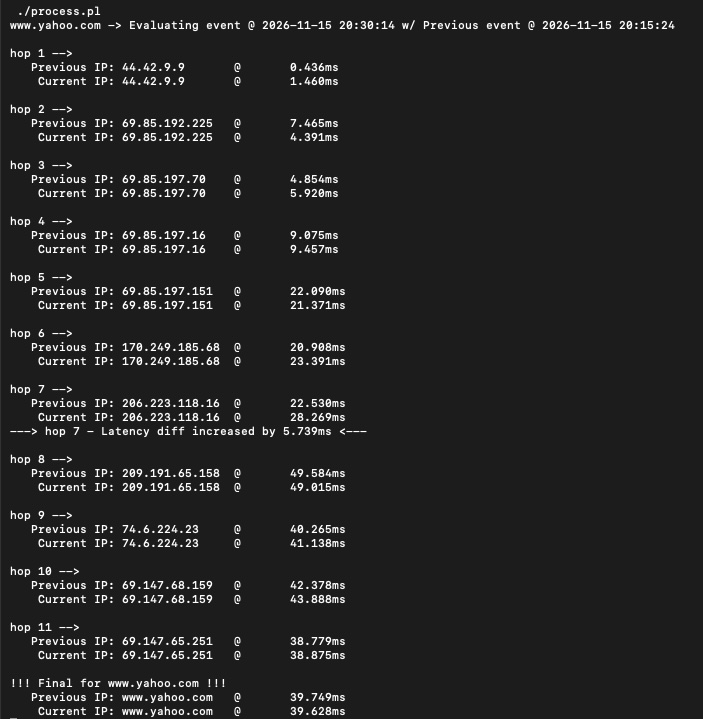 ./process.pl
www.yahoo.com -> Evaluating event @ 2026-11-15 20:30:14 w/ Previous event @ 2026-11-15 20:15:24
hop 1 -->
Previous IP: 44.42.9.9 @ 0.436ms
Current IP: 44.42.9.9 @ 1.460ms
hop 2 -->
Previous IP: 69.85.192.225 @ 7.465ms
Current IP: 69.85.192.225 @ 4.391ms
hop 3 -->
Previous IP: 69.85.197.70 @ 4.854ms
Current IP: 69.85.197.70 @ 5.920ms
hop 4 -->
Previous IP: 69.85.197.16 @ 9.075ms
Current IP: 69.85.197.16 @ 9.457ms
hop 5 -->
Previous IP: 69.85.197.151 @ 22.090ms
Current IP: 69.85.197.151 @ 21.371ms
hop 6 -->
Previous IP: 170.249.185.68 @ 20.908ms
Current IP: 170.249.185.68 @ 23.391ms
hop 7 -->
Previous IP: 206.223.118.16 @ 22.530ms
Current IP: 206.223.118.16 @ 28.269ms
---> hop 7 - Latency diff increased by 5.739ms <---
hop 8 -->
Previous IP: 209.191.65.158 @ 49.584ms
Current IP: 209.191.65.158 @ 49.015ms
hop 9 -->
Previous IP: 74.6.224.23 @ 40.265ms
Current IP: 74.6.224.23 @ 41.138ms
hop 10 -->
Previous IP: 69.147.68.159 @ 42.378ms
Current IP: 69.147.68.159 @ 43.888ms
hop 11 -->
Previous IP: 69.147.65.251 @ 38.779ms
Current IP: 69.147.65.251 @ 38.875ms
!!! Final for www.yahoo.com !!!
Previous IP: www.yahoo.com @ 39.749ms
Current IP: www.yahoo.com @ 39.628ms